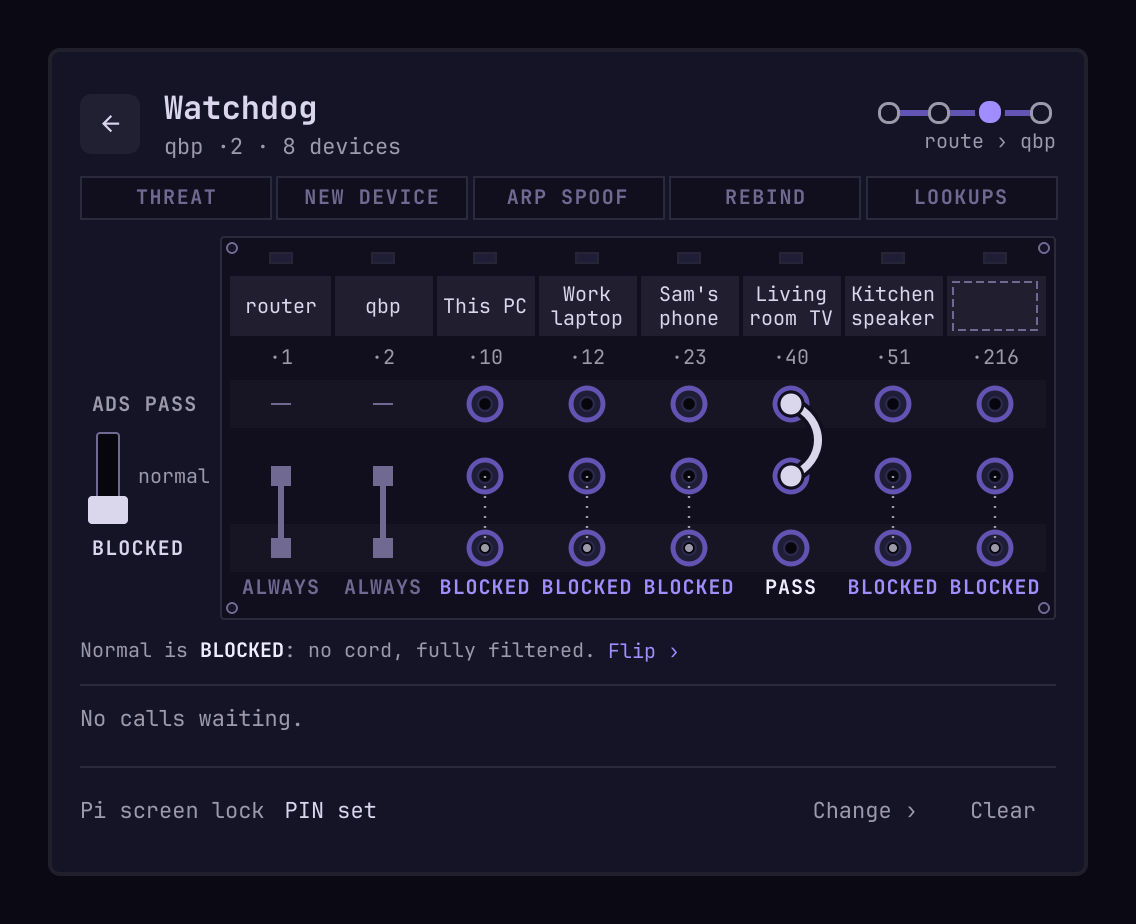 Watchdog
qbp ·2 · 8 devices
route › qbp
THREAT
NEW DEVICE
ARP SPOOF
REBIND
LOOKUPS
router
qbp
This PC
Work
laptop
Sam's
phone
Living
room TV
Kitchen
speaker
·1
·2
·10
·12
·23
·40
·51
·216
ADS PASS
normal
BLOCKED
ALWAYS
ALWAYS
BLOCKED
BLOCKED
BLOCKED
PASS
BLOCKED
BLOCKED
Normal is BLOCKED: no cord, fully filtered. Flip ›
No calls waiting.
Pi screen lock PIN set
Change ›
Clear